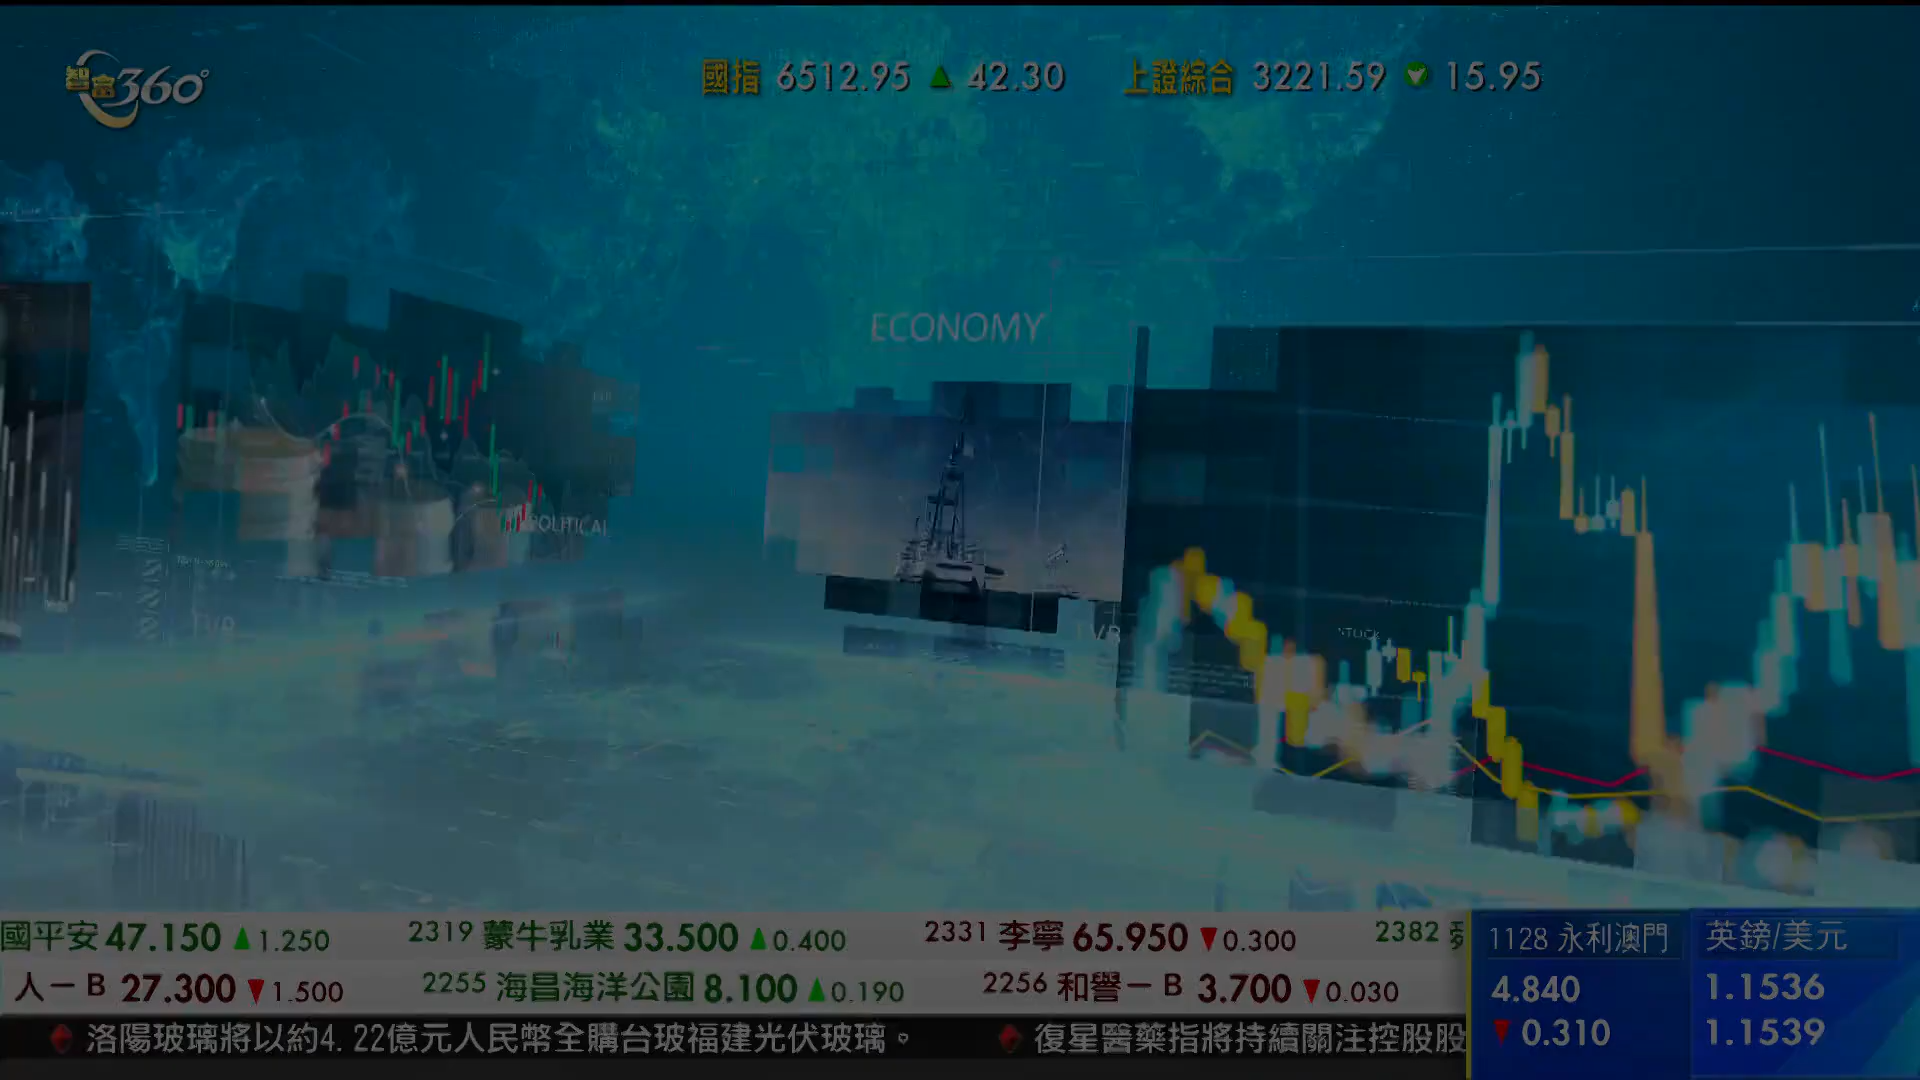 智富360°
國指 6512.95 ▲ 42.30 上證綜合 3221.59 ▼ 15.95
ECONOMY
POLITICAL
TVB
TVB
STOCK
國平安 47.150 ▲ 1.250 2319 蒙牛乳業 33.500 ▲ 0.400 2331 李寧 65.950 ▼ 0.300 2382
人一 B 27.300 ▼ 1.500 2255 海昌海洋公園 8.100 ▲ 0.190 2256 和譽一 B 3.700 ▼ 0.030
洛陽玻璃將以約4.22億元人民幣全購台玻福建光伏玻璃。 復星醫藥指將持續關注控股股
1128 永利澳門
4.840
▼ 0.310
英鎊/美元
1.1536
1.1539